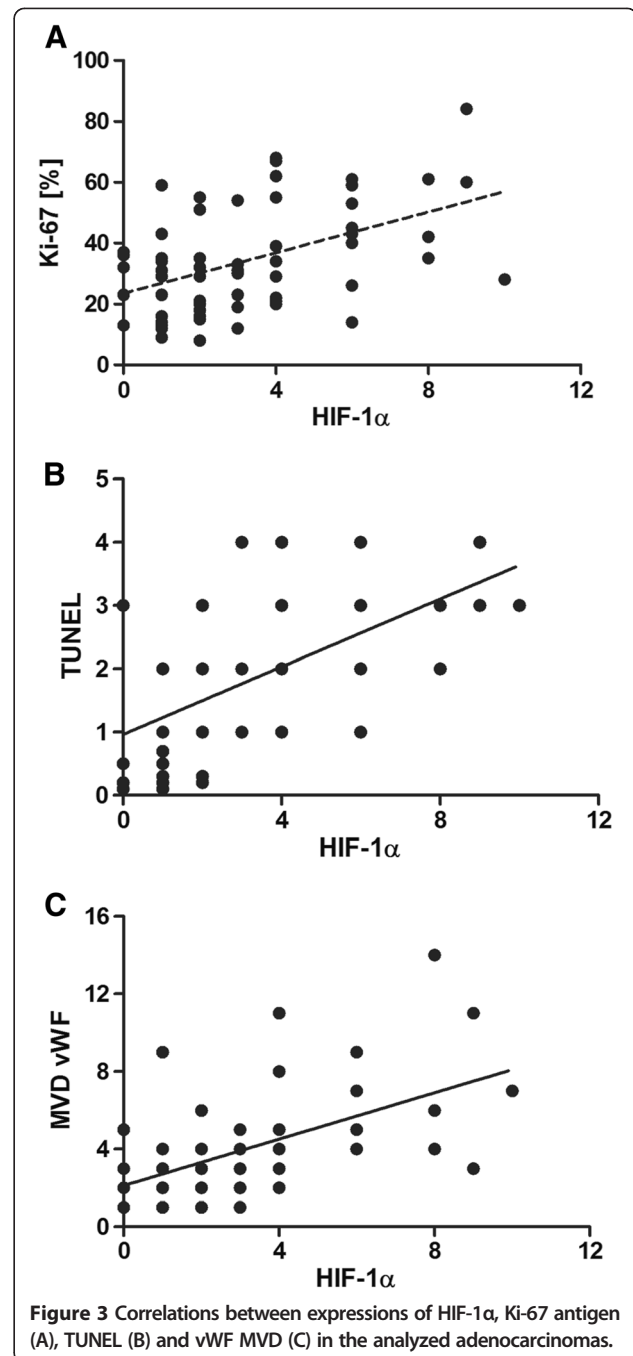 A
100
80
60
40
20
0
Ki-67 [%]
0 4 8 12
HIF-1α
B
5
4
3
2
1
0
TUNEL
0 4 8 12
HIF-1α
C
16
12
8
4
0
MVD vWF
0 4 8 12
HIF-1α
Figure 3 Correlations between expressions of HIF-1α, Ki-67 antigen
(A), TUNEL (B) and vWF MVD (C) in the analyzed adenocarcinomas.